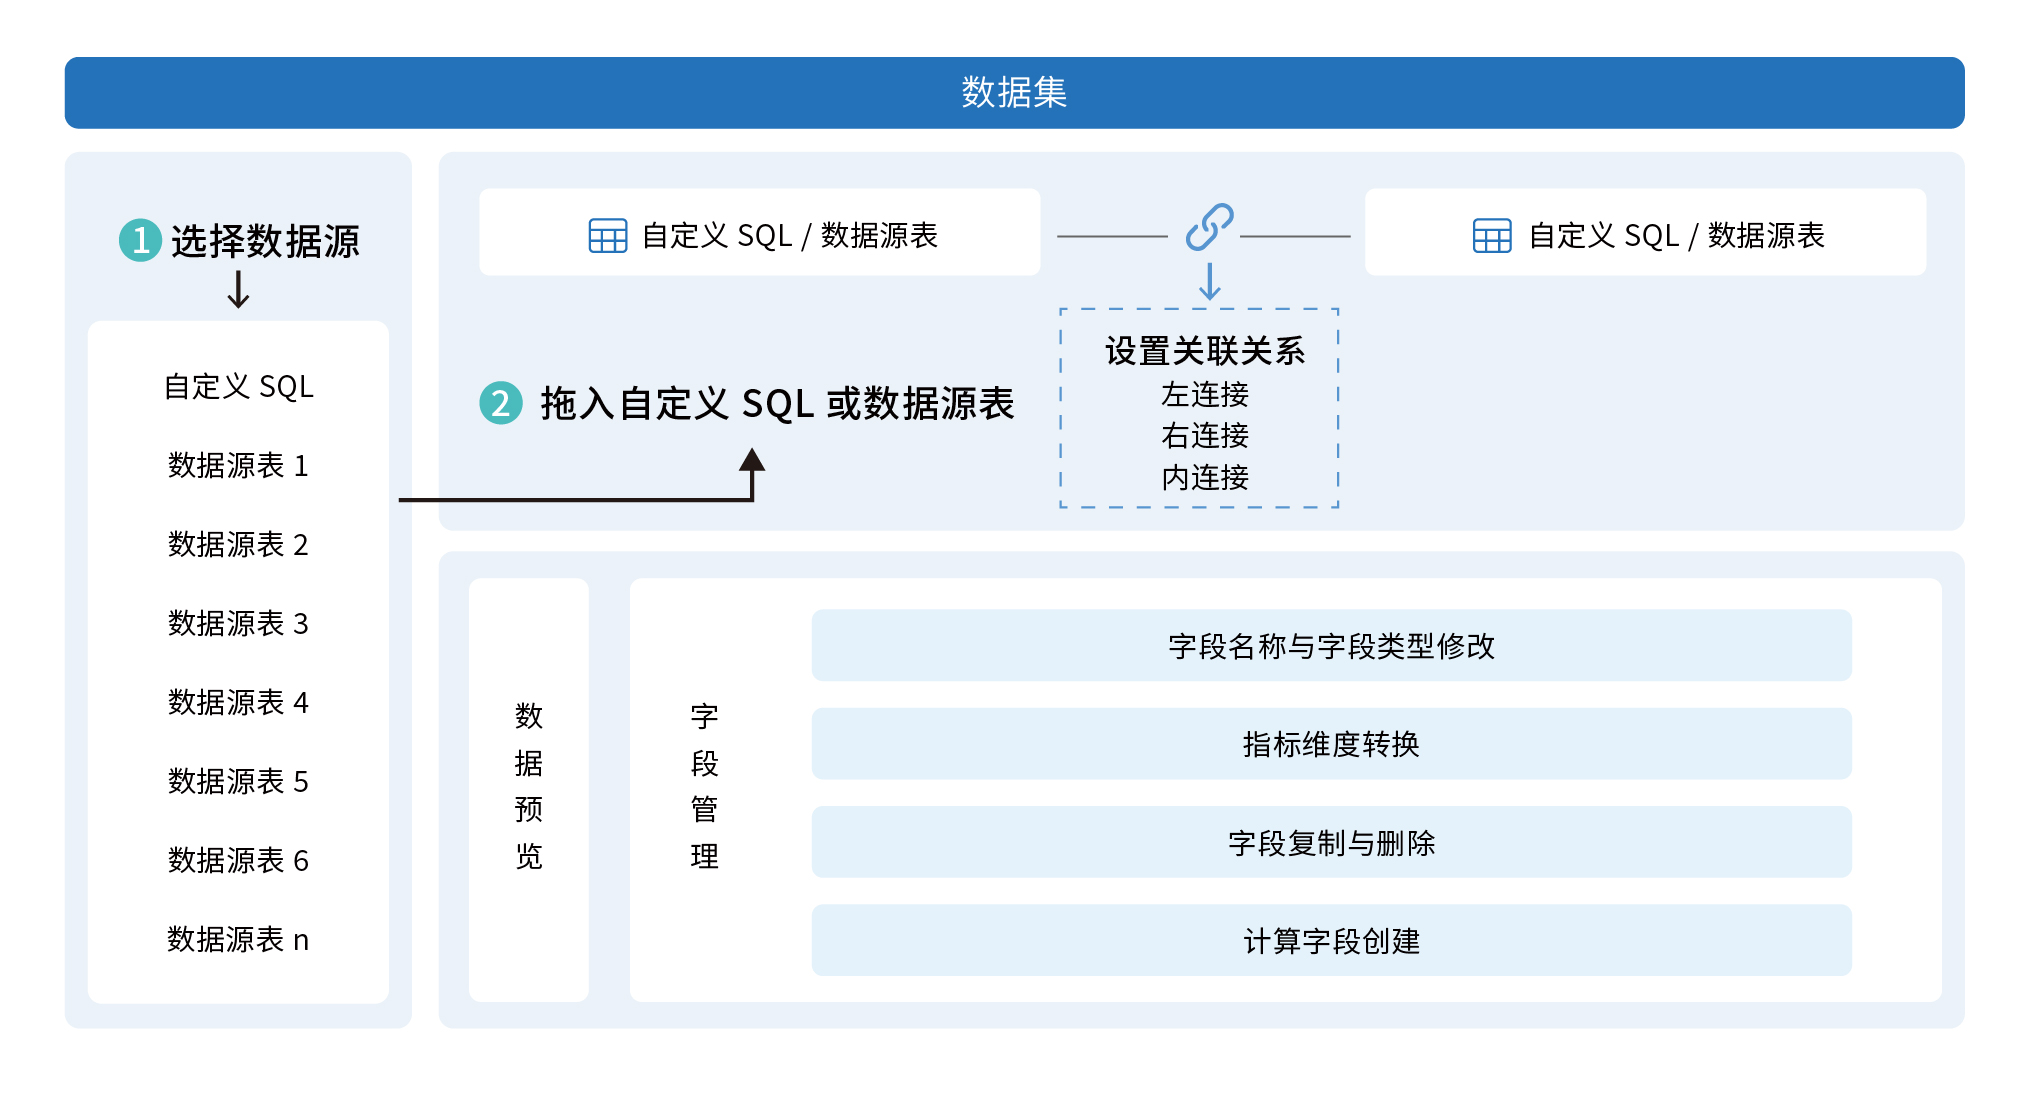 数据集
1 选择数据源
自定义 SQL
数据源表 1
数据源表 2
数据源表 3
数据源表 4
数据源表 5
数据源表 6
数据源表 n
自定义 SQL / 数据源表
自定义 SQL / 数据源表
2 拖入自定义 SQL 或数据源表
设置关联关系
左连接
右连接
内连接
数据预览
字段管理
字段名称与字段类型修改
指标维度转换
字段复制与删除
计算字段创建